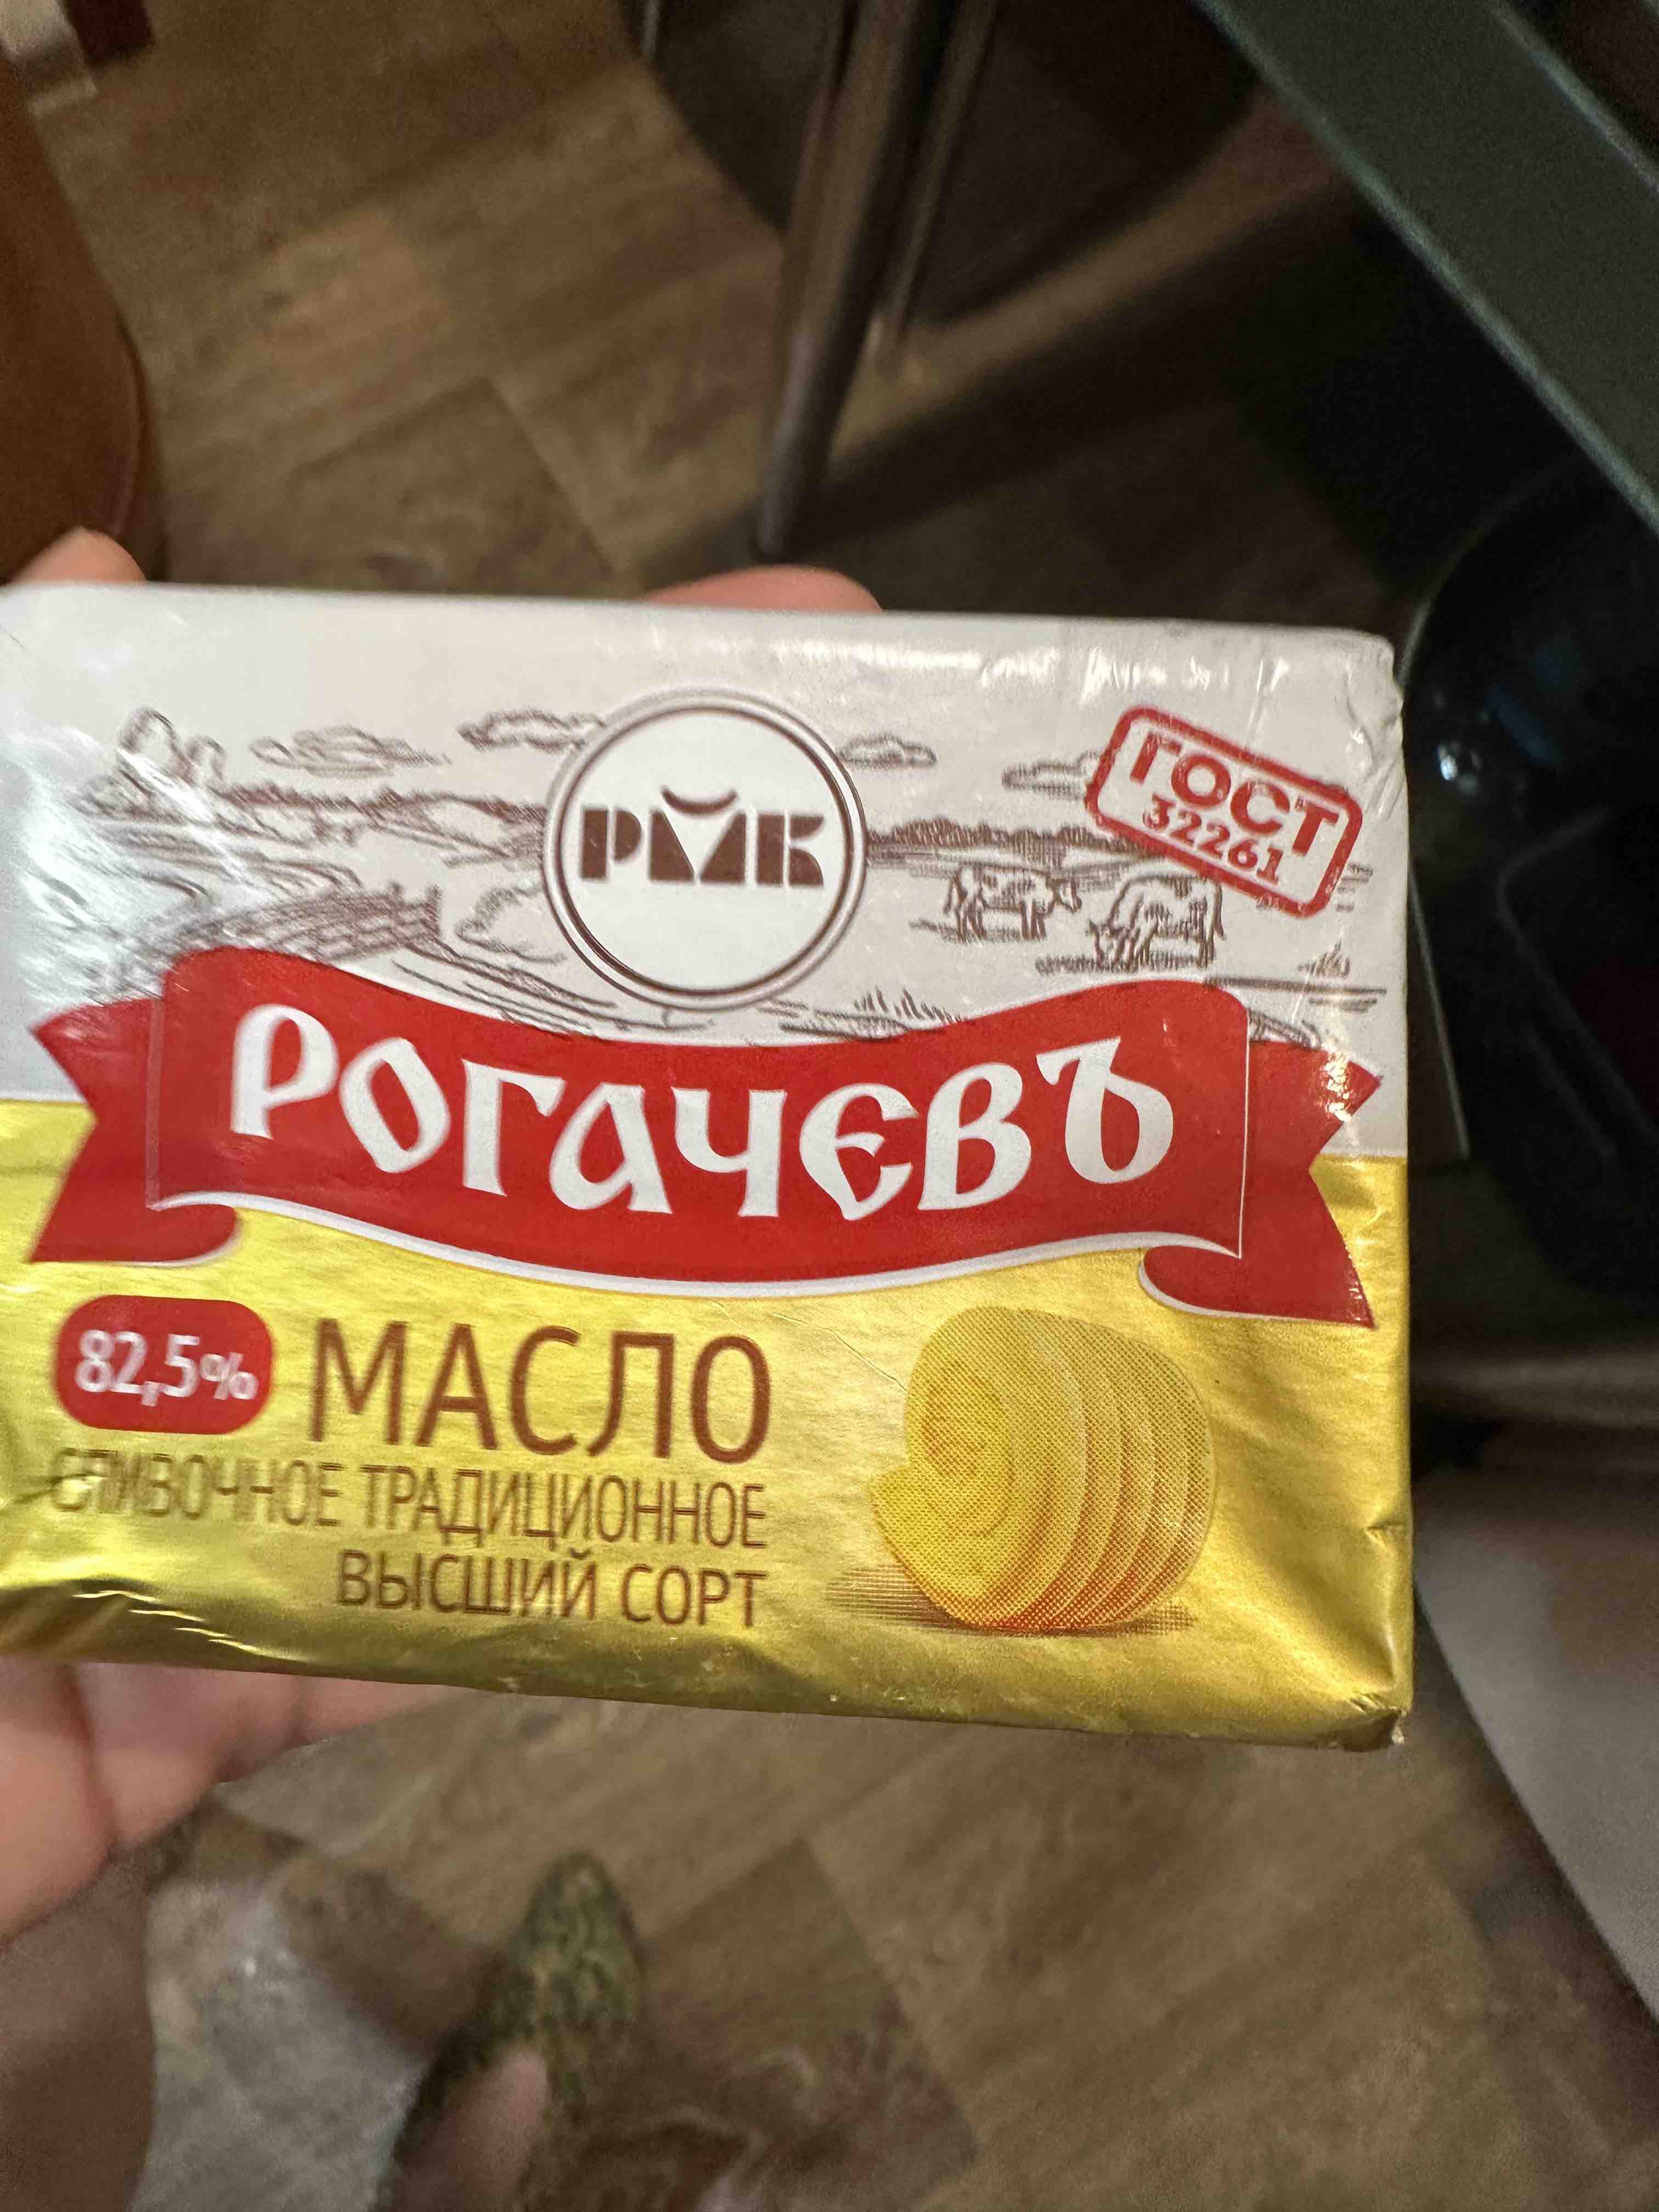 РМК
ГОСТ
32261
РОГАЧЕВЪ
82,5% МАСЛО
СЛИВОЧНОЕ ТРАДИЦИОННОЕ
ВЫСШИЙ СОРТ